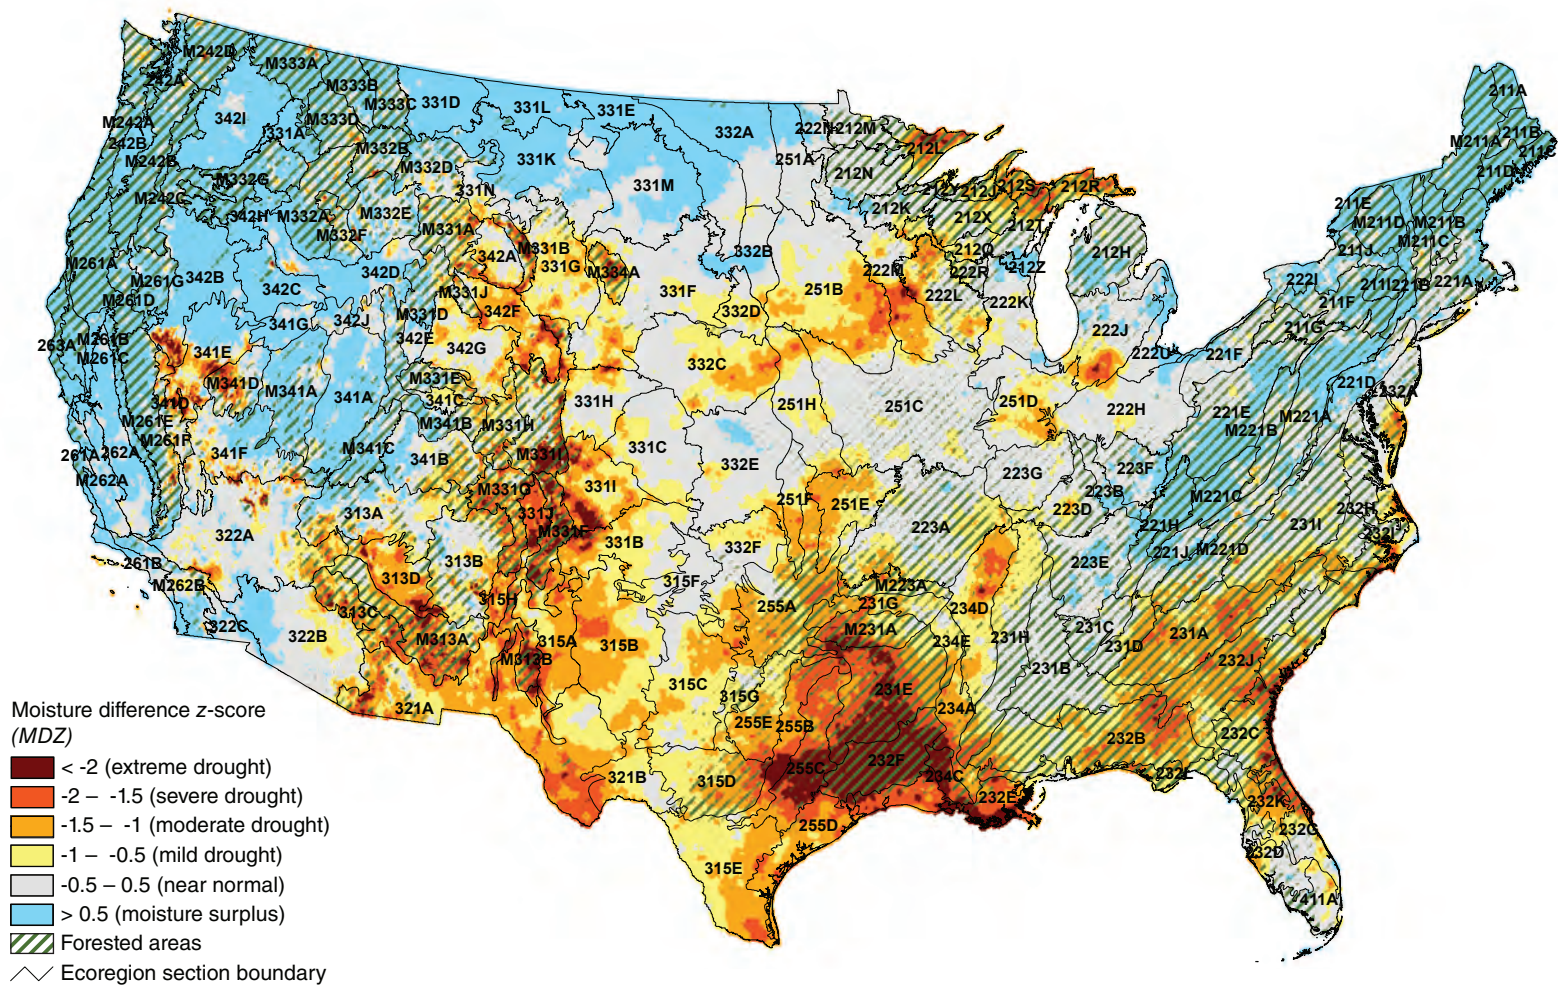 M242D
M333A
242A
M333B
M333C
331D
331L
331E
342I
331A
M333D
M242A
242B
M242B
M332B
M332D
331K
332A
222N
212M
251A
212L
212N
331M
331N
M332G
M242C
342H
M332A
M332E
M332F
M331A
212K
212Y
212J
212S
212R
212X
212T
211A
M211A
211B
211C
211D
211E
M211D
M211B
M211C
211J
M261A
M261G
342B
342C
342D
342A
M331B
331G
M334A
332B
222M
212Q
222R
212Z
212H
222I
211I
221B
221A
M261D
M331J
342F
331F
332D
251B
222L
222K
211F
211G
263A
M261B
M261C
341G
342J
M331D
342E
342G
341E
M341D
332C
222J
222U
221F
341D
M341A
341A
M331E
341C
M341B
M331H
331H
251H
251C
251D
222H
221E
M221A
M221B
221D
232A
M261E
M261F
261A
262A
M262A
341F
M341C
341B
M331I
M331G
331C
331I
332E
223G
223F
223B
M221C
322A
313A
331J
M331F
331B
332F
251F
251E
223A
223D
221H
221J
M221D
231I
232H
232I
261B
M262B
322C
322B
313D
313B
315H
313C
M313A
315F
255A
M223A
231G
M231A
234D
234E
223E
231C
231D
231H
231B
231A
232J
M313B
315A
315B
315C
315G
315E
321A
321B
315D
255E
255B
231E
234A
232F
255C
234C
232E
255D
232B
232L
232C
232K
232G
232D
411A
Moisture difference z-score
(MDZ)
< -2 (extreme drought)
-2 – -1.5 (severe drought)
-1.5 – -1 (moderate drought)
-1 – -0.5 (mild drought)
-0.5 – 0.5 (near normal)
> 0.5 (moisture surplus)
Forested areas
Ecoregion section boundary